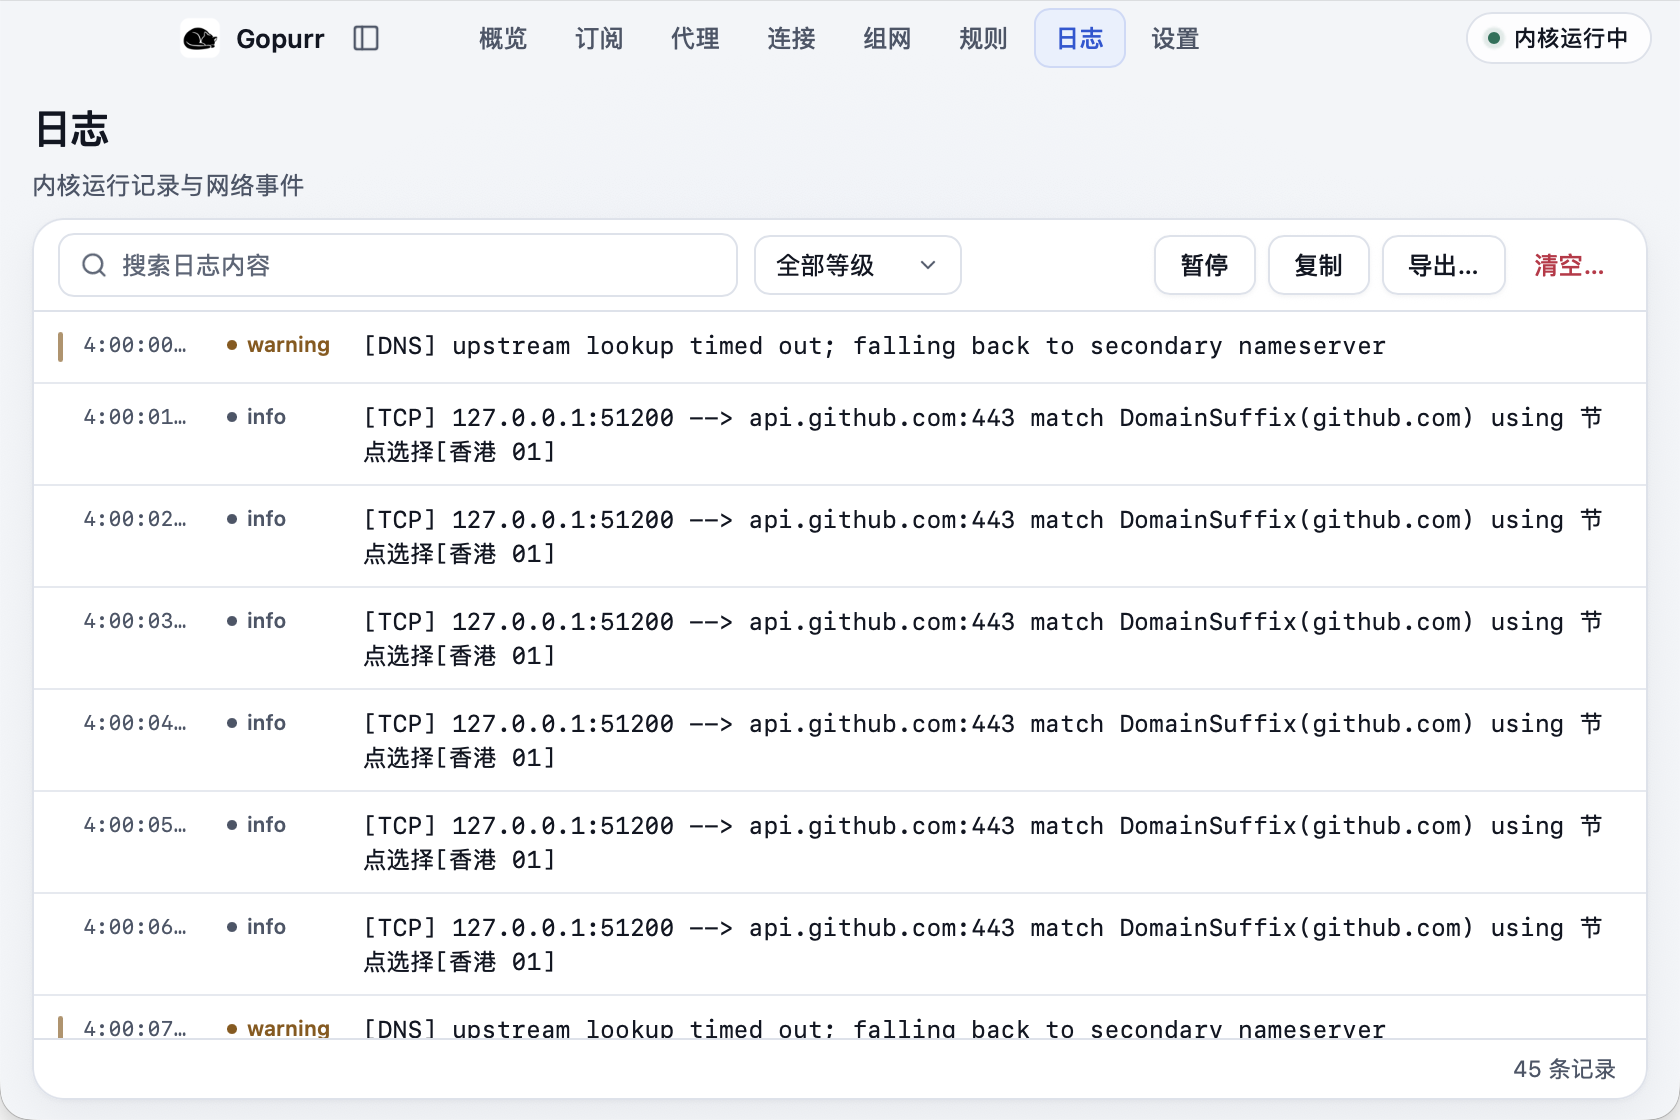 Gopurr
概览
订阅
代理
连接
组网
规则
日志
设置
内核运行中
日志
内核运行记录与网络事件
搜索日志内容
全部等级
暂停
复制
导出...
清空...
4:00:00… warning [DNS] upstream lookup timed out; falling back to secondary nameserver
4:00:01… info [TCP] 127.0.0.1:51200 --> api.github.com:443 match DomainSuffix(github.com) using 节
点选择[香港 01]
4:00:02… info [TCP] 127.0.0.1:51200 --> api.github.com:443 match DomainSuffix(github.com) using 节
点选择[香港 01]
4:00:03… info [TCP] 127.0.0.1:51200 --> api.github.com:443 match DomainSuffix(github.com) using 节
点选择[香港 01]
4:00:04… info [TCP] 127.0.0.1:51200 --> api.github.com:443 match DomainSuffix(github.com) using 节
点选择[香港 01]
4:00:05… info [TCP] 127.0.0.1:51200 --> api.github.com:443 match DomainSuffix(github.com) using 节
点选择[香港 01]
4:00:06… info [TCP] 127.0.0.1:51200 --> api.github.com:443 match DomainSuffix(github.com) using 节
点选择[香港 01]
4:00:07… warning [DNS] upstream lookup timed out; falling back to secondary nameserver
45 条记录